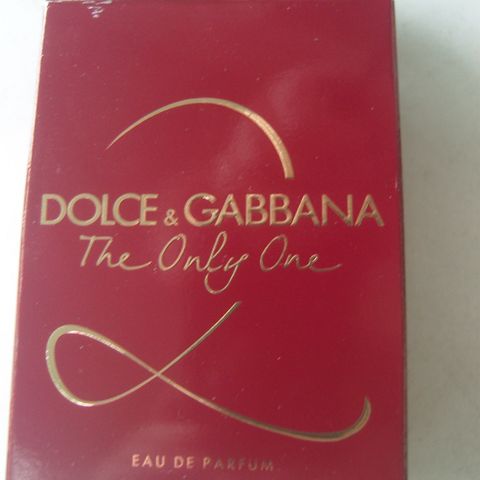 DOLCE & GABBANA
The Only One
EAU DE PARFUM